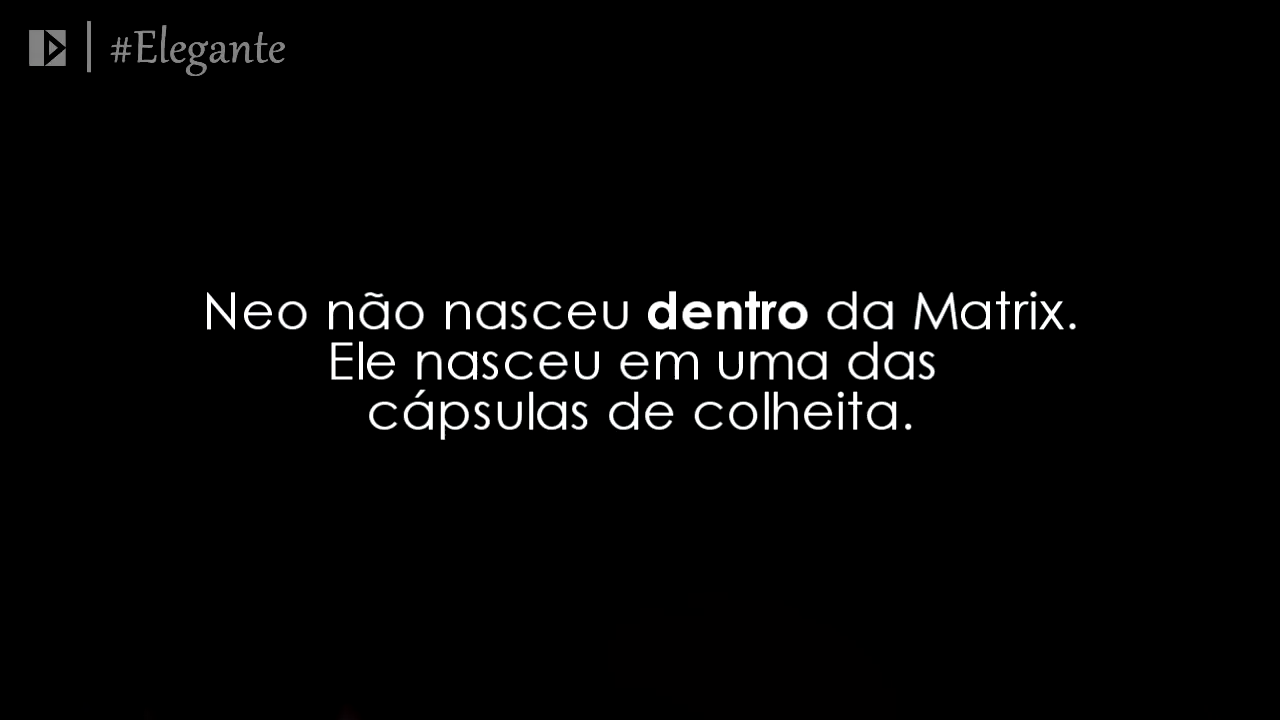 #Elegante
Neo não nasceu dentro da Matrix.
Ele nasceu em uma das
cápsulas de colheita.